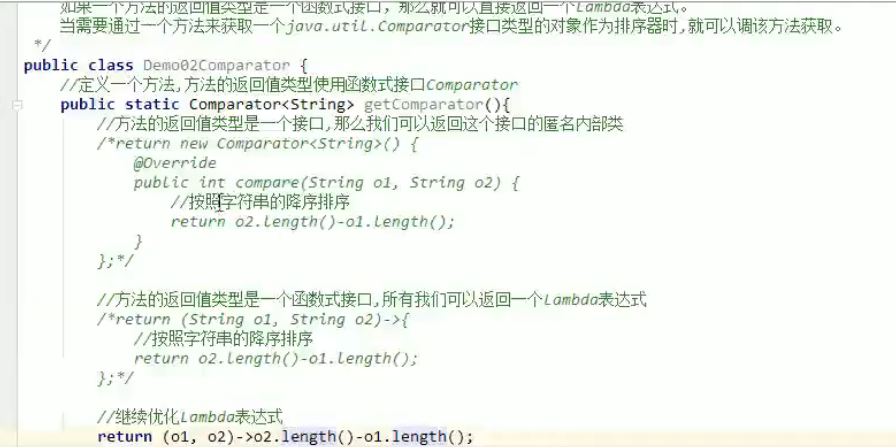 如果一个方法的返回值类型是一个函数式接口，那么就可以直接返回一个Lambda表达式。
当需要通过一个方法来获取一个java.util.Comparator接口类型的对象作为排序器时,就可以调该方法获取。
*/
public class Demo02Comparator {
//定义一个方法,方法的返回值类型使用函数式接口Comparator
public static Comparator<String> getComparator(){
//方法的返回值类型是一个接口,那么我们可以返回这个接口的匿名内部类
/*return new Comparator<String>() {
@Override
public int compare(String o1, String o2) {
//按照字符串的降序排序
return o2.length()-o1.length();
}
};*/
//方法的返回值类型是一个函数式接口,所有我们可以返回一个Lambda表达式
/*return (String o1, String o2)->{
//按照字符串的降序排序
return o2.length()-o1.length();
};*/
//继续优化Lambda表达式
return (o1, o2)->o2.length()-o1.length();